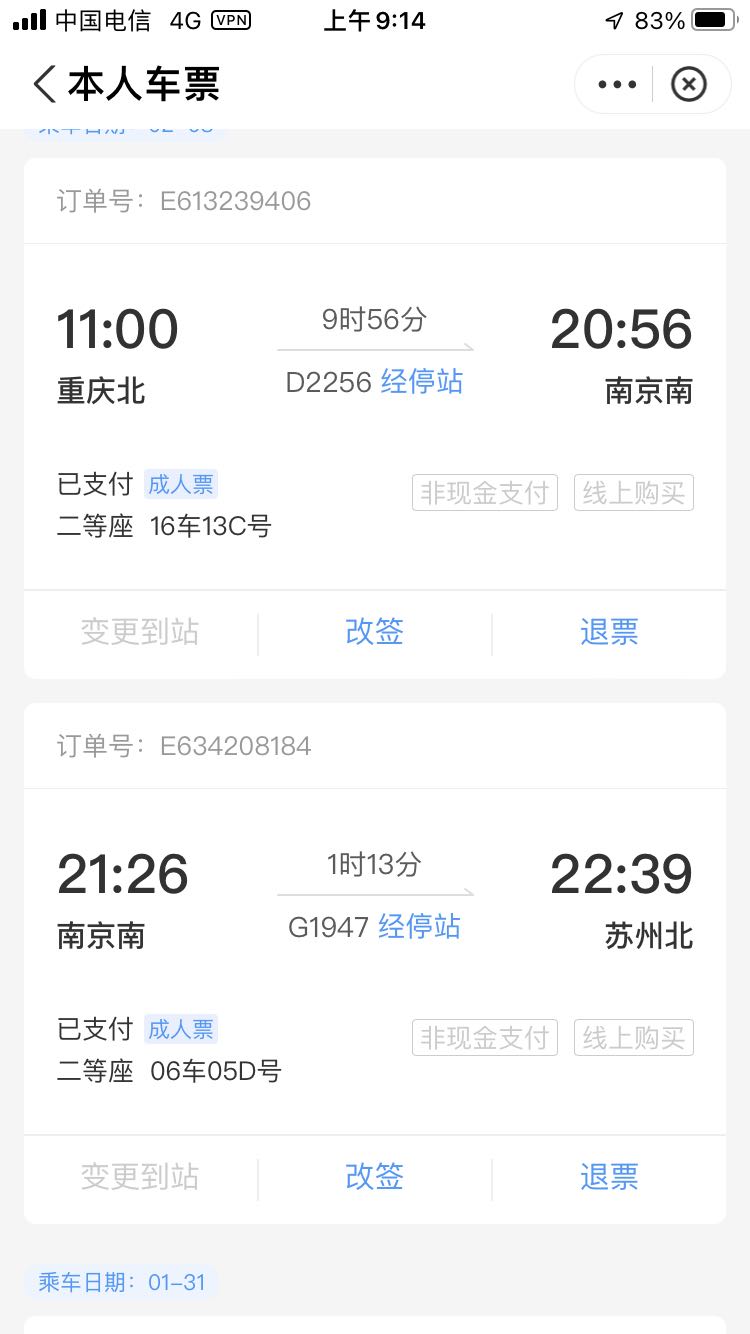 中国电信 4G VPN 上午9:14 83%
本人车票
乘车日期:
订单号: E613239406
11:00 9时56分 20:56
重庆北 D2256 经停站 南京南
已支付 成人票 非现金支付 线上购买
二等座 16车13C号
变更到站 改签 退票
订单号: E634208184
21:26 1时13分 22:39
南京南 G1947 经停站 苏州北
已支付 成人票 非现金支付 线上购买
二等座 06车05D号
变更到站 改签 退票
乘车日期: 01-31